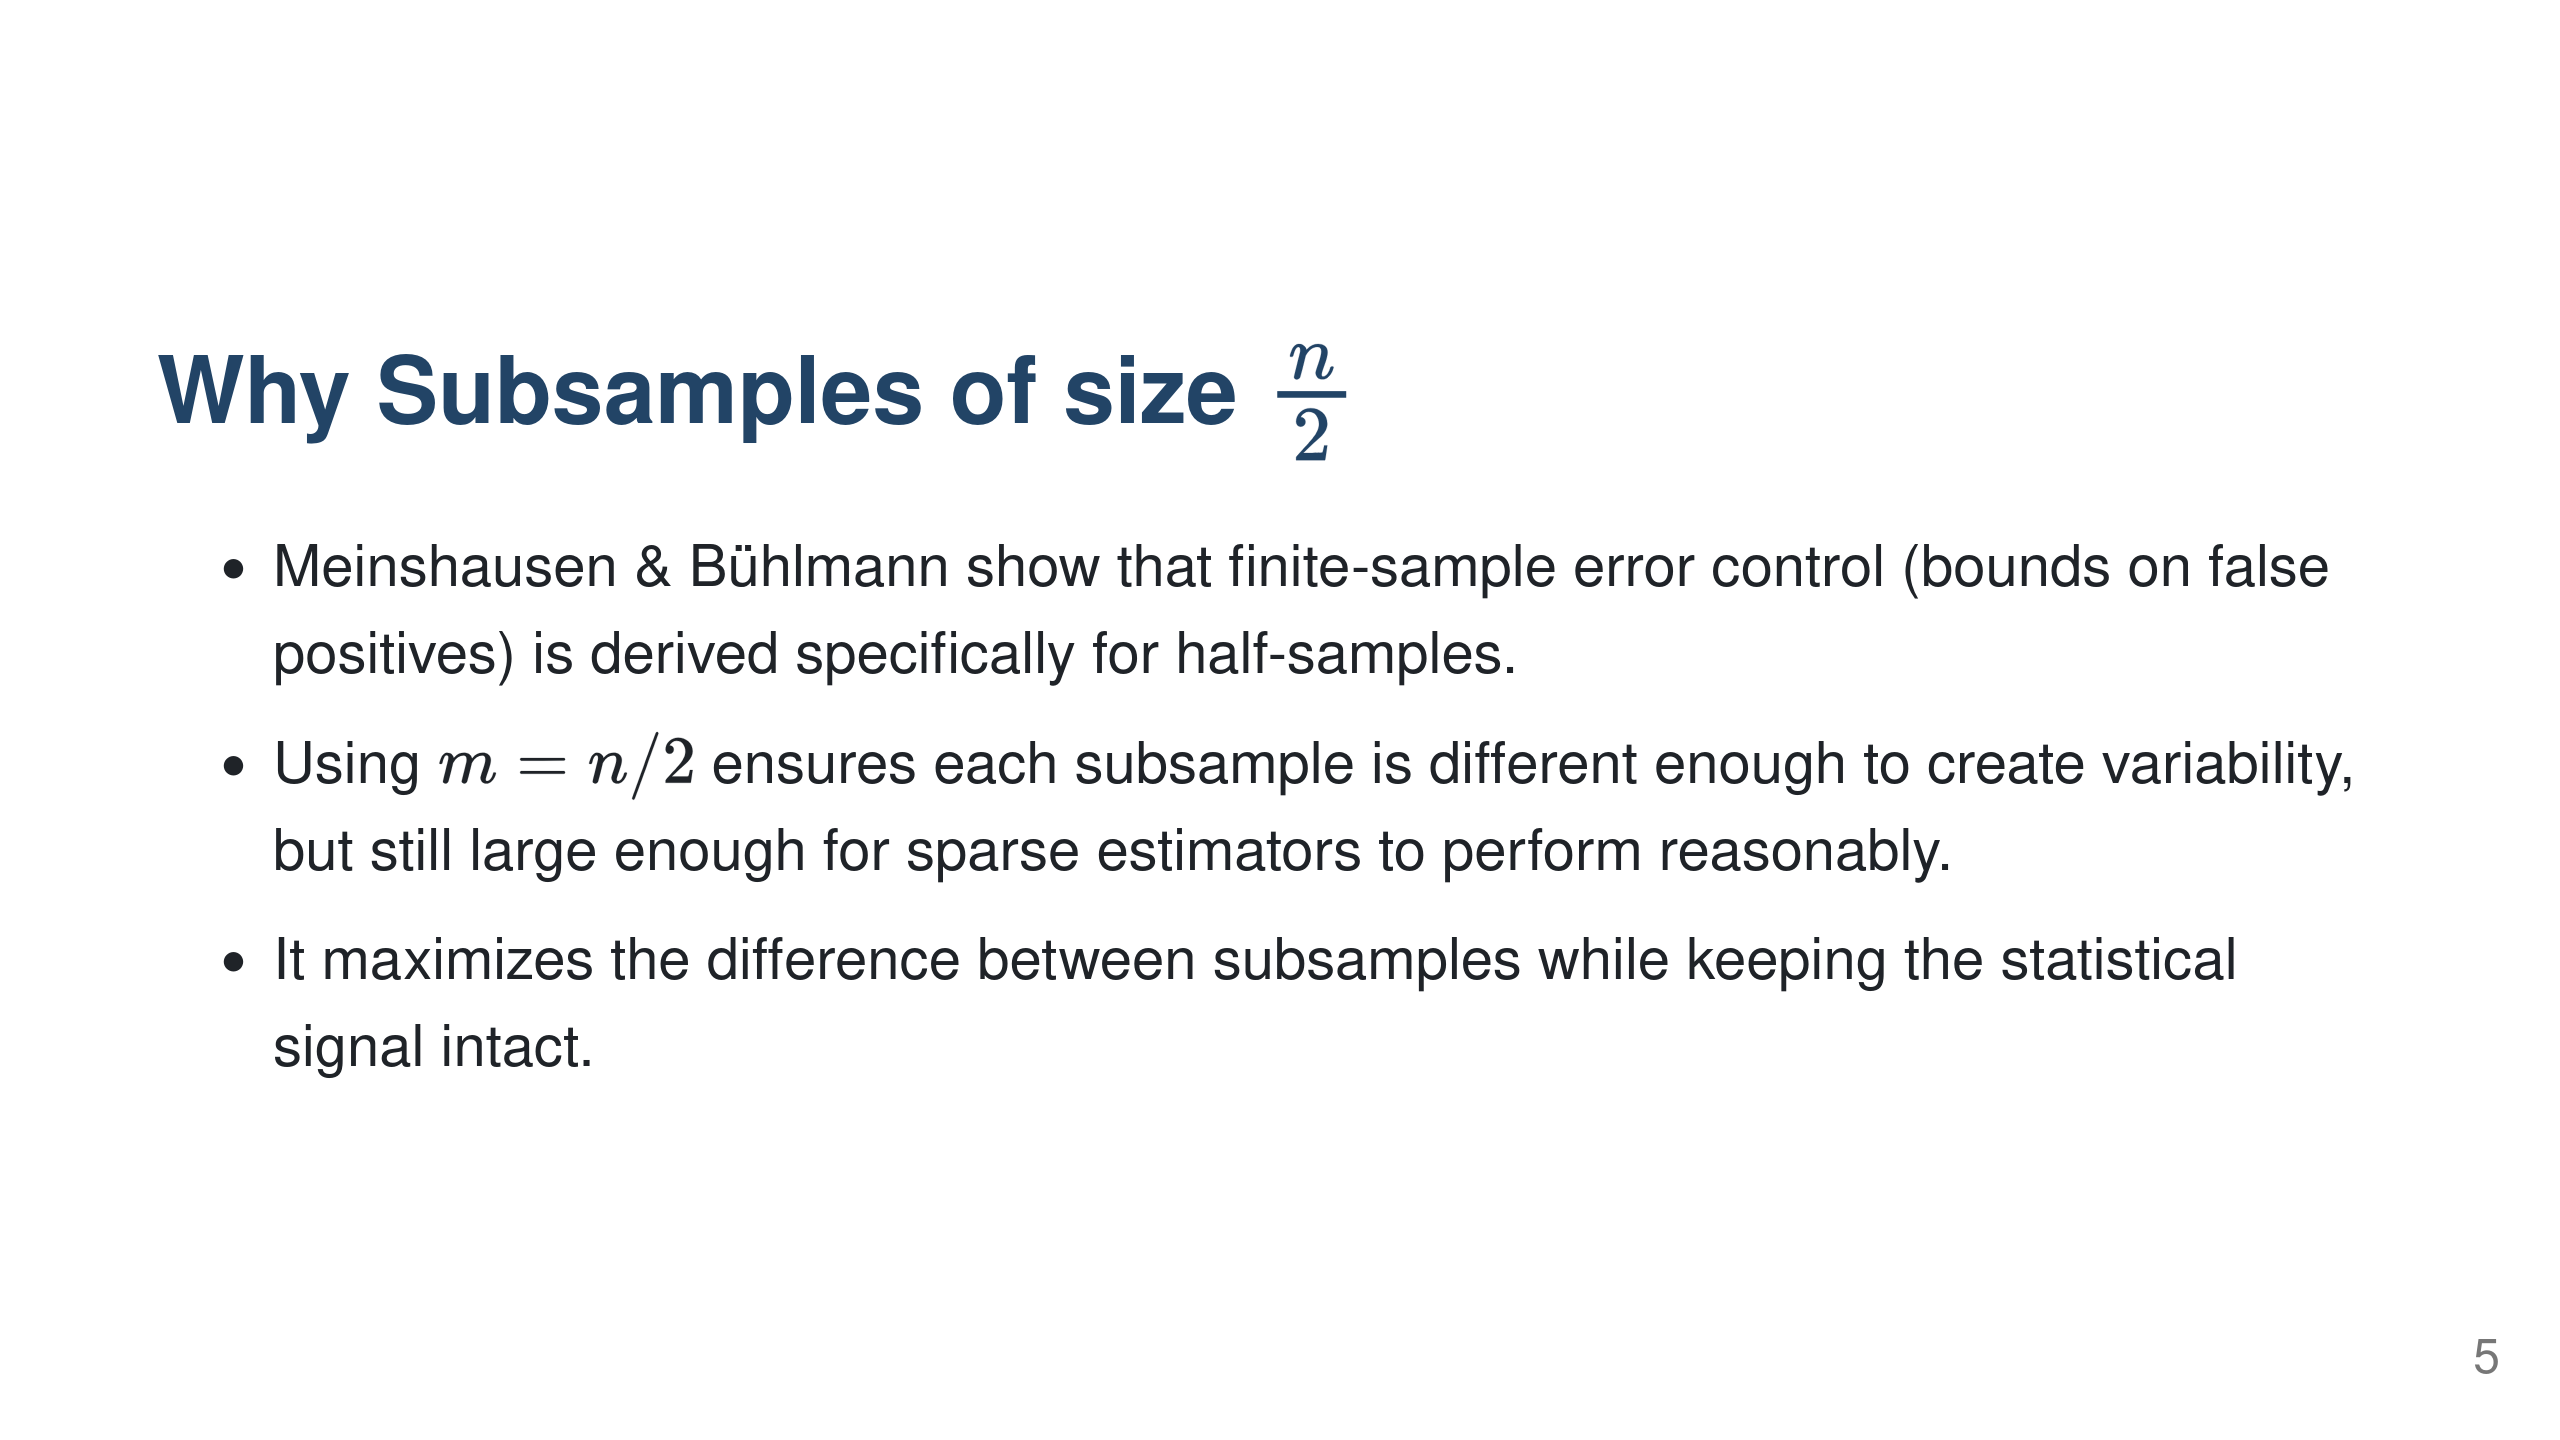 Why Subsamples of size n/2
• Meinshausen & Bühlmann show that finite-sample error control (bounds on false
positives) is derived specifically for half-samples.
• Using m = n/2 ensures each subsample is different enough to create variability,
but still large enough for sparse estimators to perform reasonably.
• It maximizes the difference between subsamples while keeping the statistical
signal intact.
5